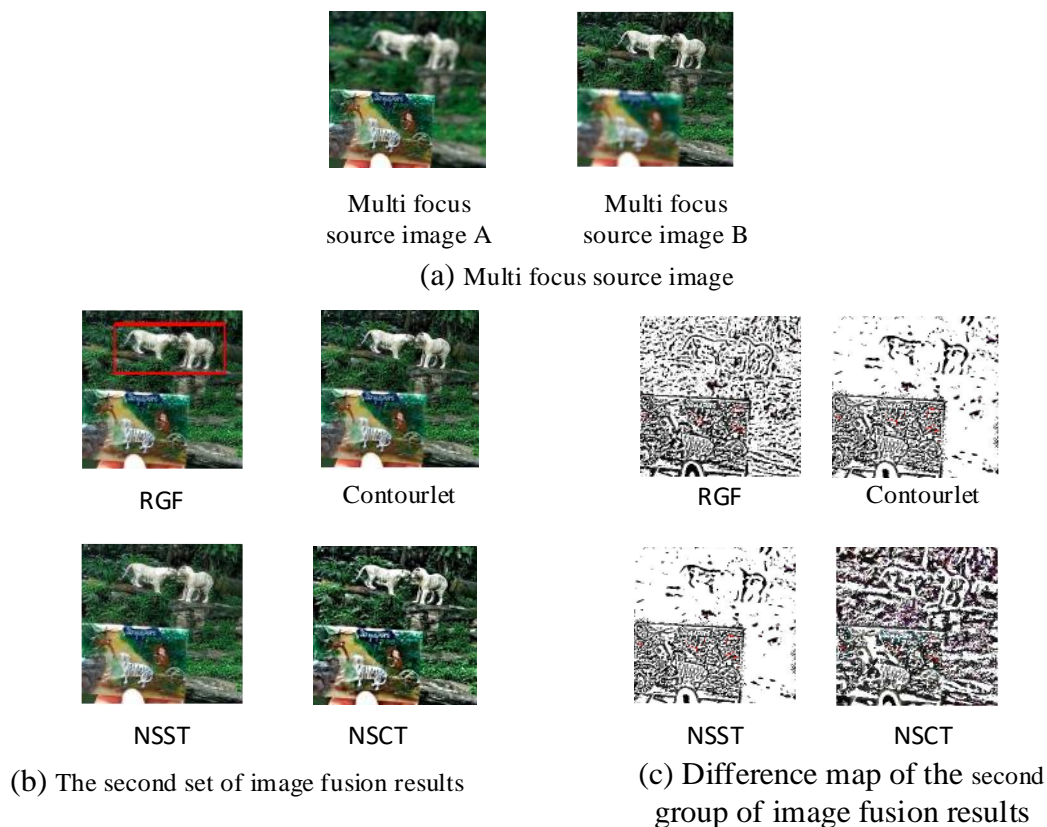 Multi focus
source image A
Multi focus
source image B
(a) Multi focus source image
RGF
Contourlet
NSST
NSCT
(b) The second set of image fusion results
RGF
Contourlet
NSST
NSCT
(c) Difference map of the second
group of image fusion results